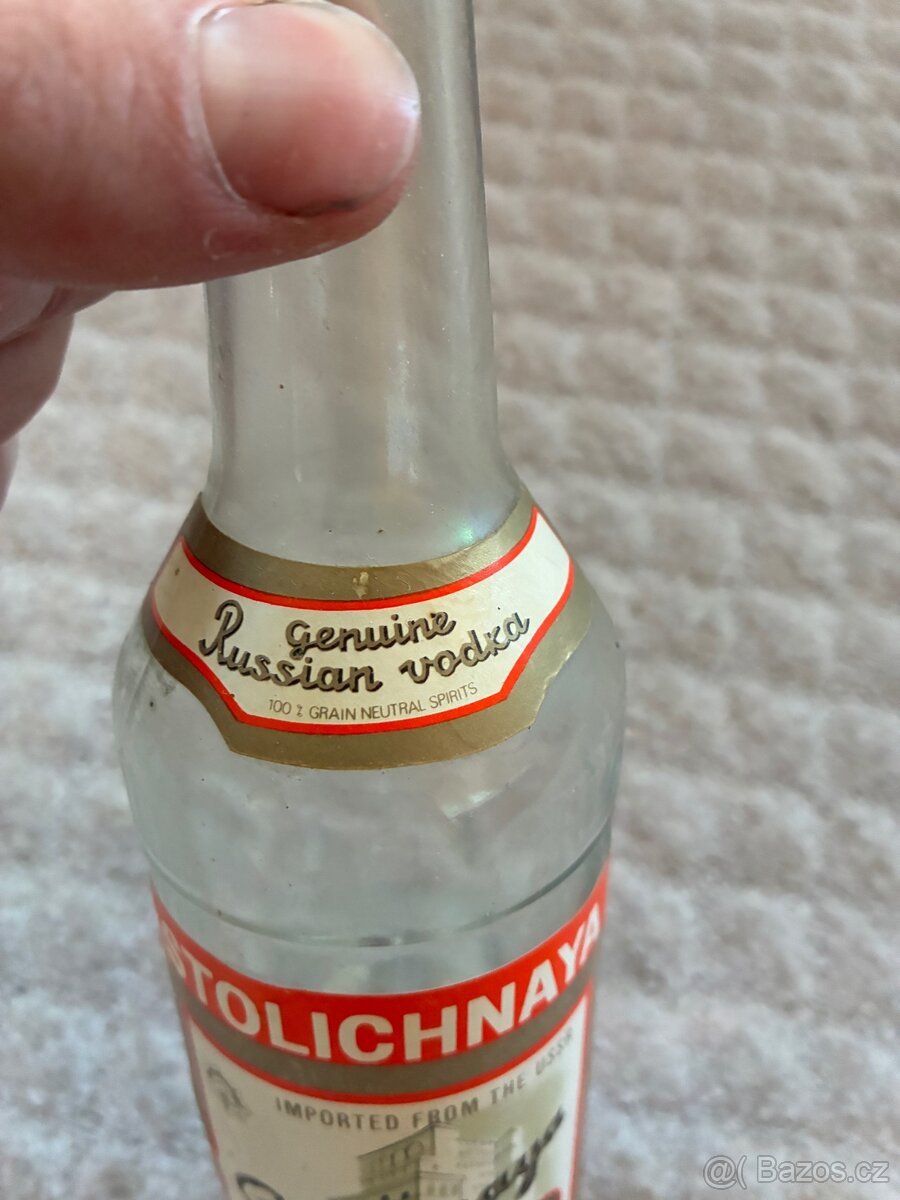 Genuine
Russian vodka
100 % GRAIN NEUTRAL SPIRITS
STOLICHNAYA
IMPORTED FROM THE USSR
@( Bazos.cz